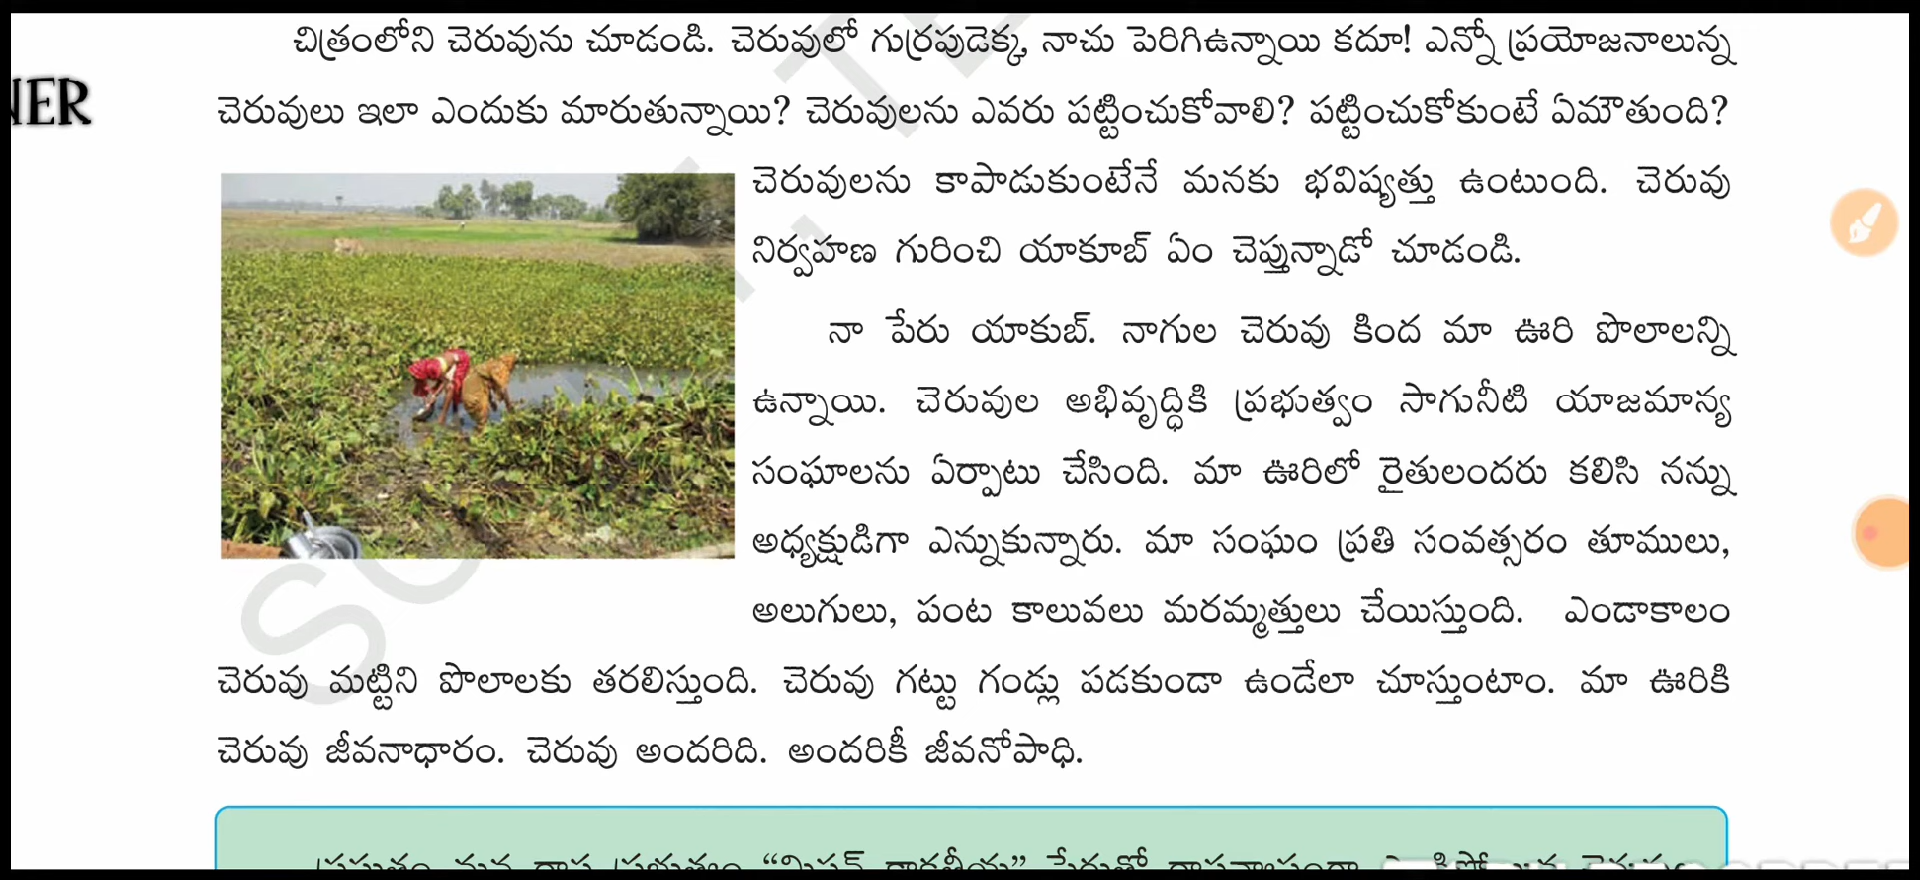 చిత్రంలోని చెరువును చూడండి. చెరువులో గుర్రపుడెక్క, నాచు పెరిగిఉన్నాయి కదూ! ఎన్నో ప్రయోజనాలున్న
NER
చెరువులు ఇలా ఎందుకు మారుతున్నాయి? చెరువులను ఎవరు పట్టించుకోవాలి? పట్టించుకోకుంటే ఏమౌతుంది?
చెరువులను కాపాడుకుంటేనే మనకు భవిష్యత్తు ఉంటుంది. చెరువు
నిర్వహణ గురించి యాకూబ్ ఏం చెప్తున్నాడో చూడండి.
నా పేరు యాకుబ్. నాగుల చెరువు కింద మా ఊరి పొలాలన్ని
ఉన్నాయి. చెరువుల అభివృద్ధికి ప్రభుత్వం సాగునీటి యాజమాన్య
సంఘాలను ఏర్పాటు చేసింది. మా ఊరిలో రైతులందరు కలిసి నన్ను
అధ్యక్షుడిగా ఎన్నుకున్నారు. మా సంఘం ప్రతి సంవత్సరం తూములు,
అలుగులు, పంట కాలువలు మరమ్మత్తులు చేయిస్తుంది. ఎండాకాలం
చెరువు మట్టిని పొలాలకు తరలిస్తుంది. చెరువు గట్టు గండ్లు పడకుండా ఉండేలా చూస్తుంటాం. మా ఊరికి
చెరువు జీవనాధారం. చెరువు అందరిది. అందరికీ జీవనోపాధి.